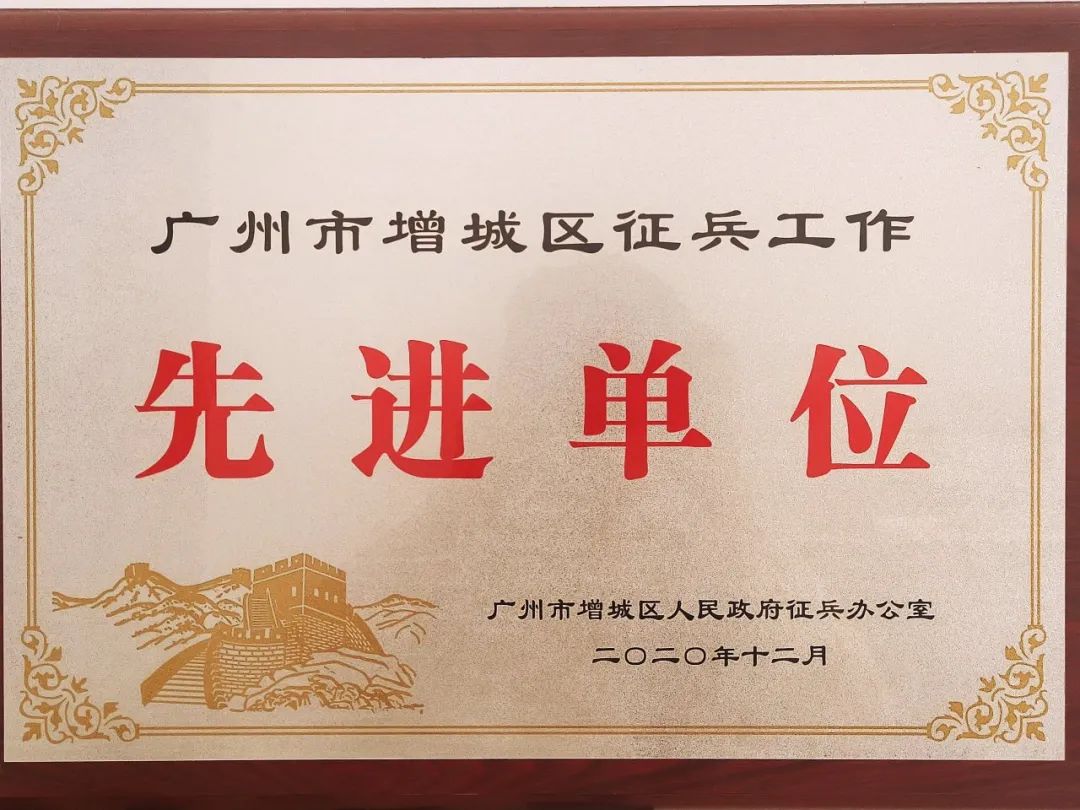 广州市增城区征兵工作
先进单位
广州市增城区人民政府征兵办公室
二〇二〇年十二月